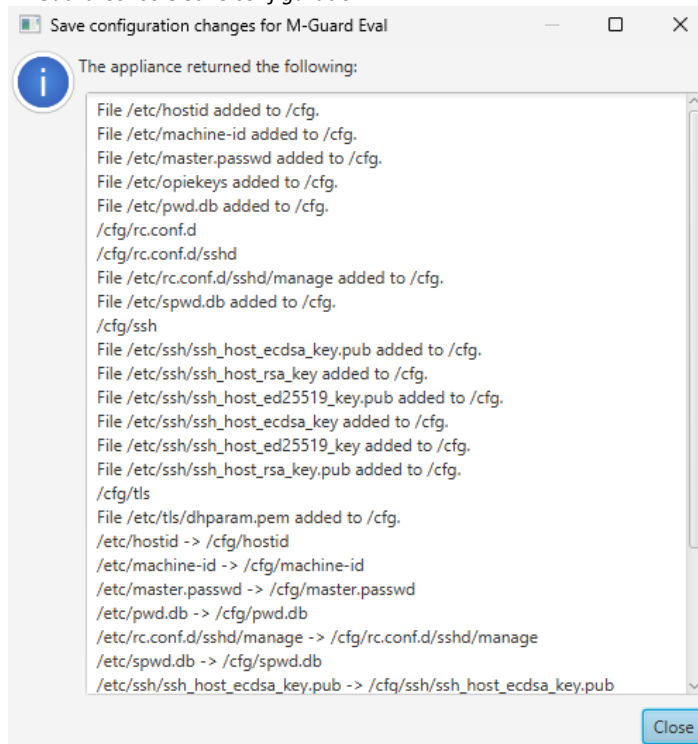 Save configuration changes for M-Guard Eval
The appliance returned the following:
File /etc/hostid added to /cfg.
File /etc/machine-id added to /cfg.
File /etc/master.passwd added to /cfg.
File /etc/opiekeys added to /cfg.
File /etc/pwd.db added to /cfg.
/cfg/rc.conf.d
/cfg/rc.conf.d/sshd
File /etc/rc.conf.d/sshd/manage added to /cfg.
File /etc/spwd.db added to /cfg.
/cfg/ssh
File /etc/ssh/ssh_host_ecdsa_key.pub added to /cfg.
File /etc/ssh/ssh_host_rsa_key added to /cfg.
File /etc/ssh/ssh_host_ed25519_key.pub added to /cfg.
File /etc/ssh/ssh_host_ecdsa_key added to /cfg.
File /etc/ssh/ssh_host_ed25519_key added to /cfg.
File /etc/ssh/ssh_host_rsa_key.pub added to /cfg.
/cfg/tls
File /etc/tls/dhparam.pem added to /cfg.
/etc/hostid -> /cfg/hostid
/etc/machine-id -> /cfg/machine-id
/etc/master.passwd -> /cfg/master.passwd
/etc/pwd.db -> /cfg/pwd.db
/etc/rc.conf.d/sshd/manage -> /cfg/rc.conf.d/sshd/manage
/etc/spwd.db -> /cfg/spwd.db
/etc/ssh/ssh_host_ecdsa_key.pub -> /cfg/ssh/ssh_host_ecdsa_key.pub
Close